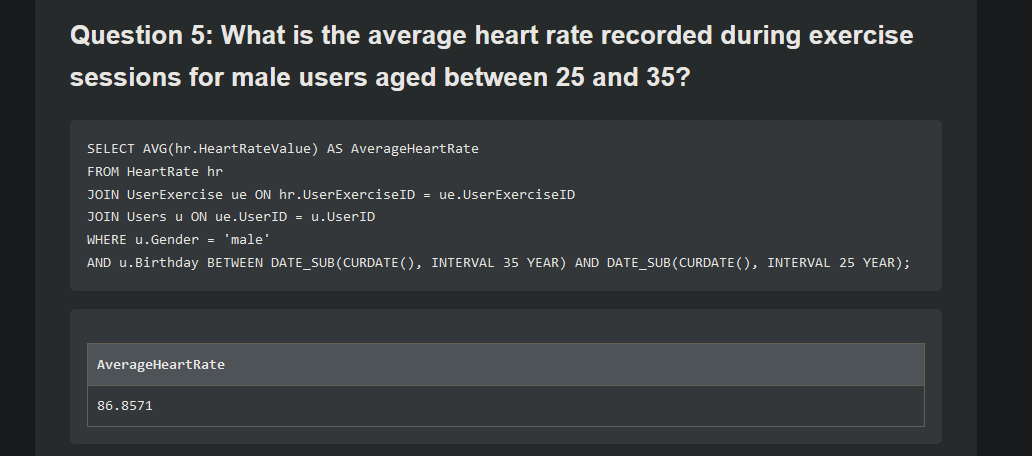 Question 5: What is the average heart rate recorded during exercise
sessions for male users aged between 25 and 35?
SELECT AVG(hr.HeartRateValue) AS AverageHeartRate
FROM HeartRate hr
JOIN UserExercise ue ON hr.UserExerciseID = ue.UserExerciseID
JOIN Users u ON ue.UserID = u.UserID
WHERE u.Gender = 'male'
AND u.Birthday BETWEEN DATE_SUB(CURDATE(), INTERVAL 35 YEAR) AND DATE_SUB(CURDATE(), INTERVAL 25 YEAR);
AverageHeartRate
86.8571